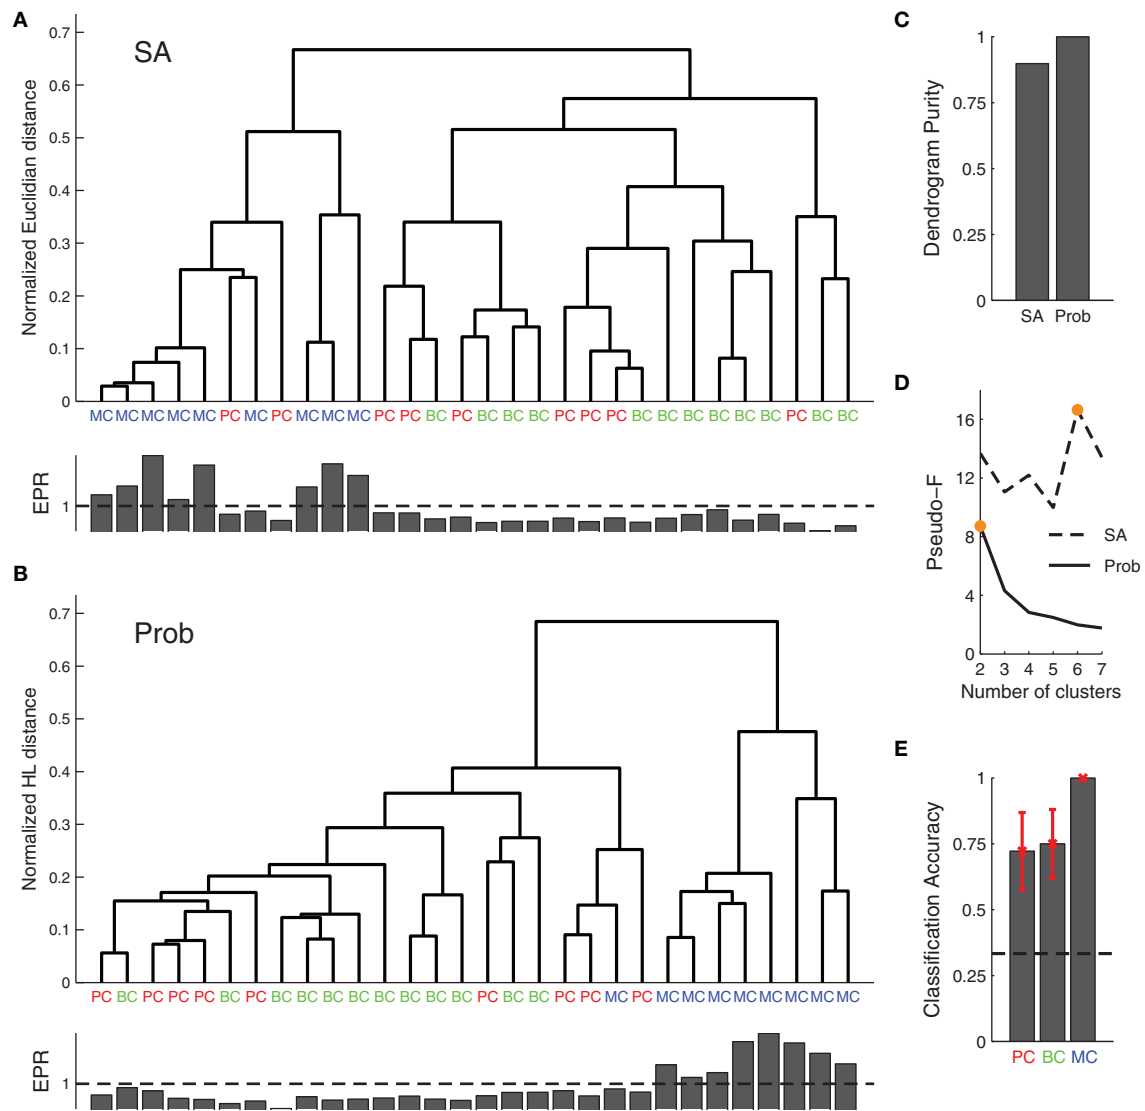 A
SA
Normalized Euclidian distance
0.7
0.6
0.5
0.4
0.3
0.2
0.1
0
MC MC MC MC MC PC MC PC MC MC MC PC PC BC PC BC BC BC PC PC PC BC BC BC BC BC BC PC BC BC
EPR
1
B
Prob
Normalized HL distance
0.7
0.6
0.5
0.4
0.3
0.2
0.1
0
PC BC PC PC PC BC PC BC BC BC BC BC BC BC BC PC BC BC PC PC MC PC MC MC MC MC MC MC MC MC
EPR
1
C
Dendrogram Purity
1
0.75
0.5
0.25
0
SA Prob
D
Pseudo-F
16
12
8
4
0
SA
Prob
2 3 4 5 6 7
Number of clusters
E
Classification Accuracy
1
0.75
0.5
0.25
0
PC BC MC